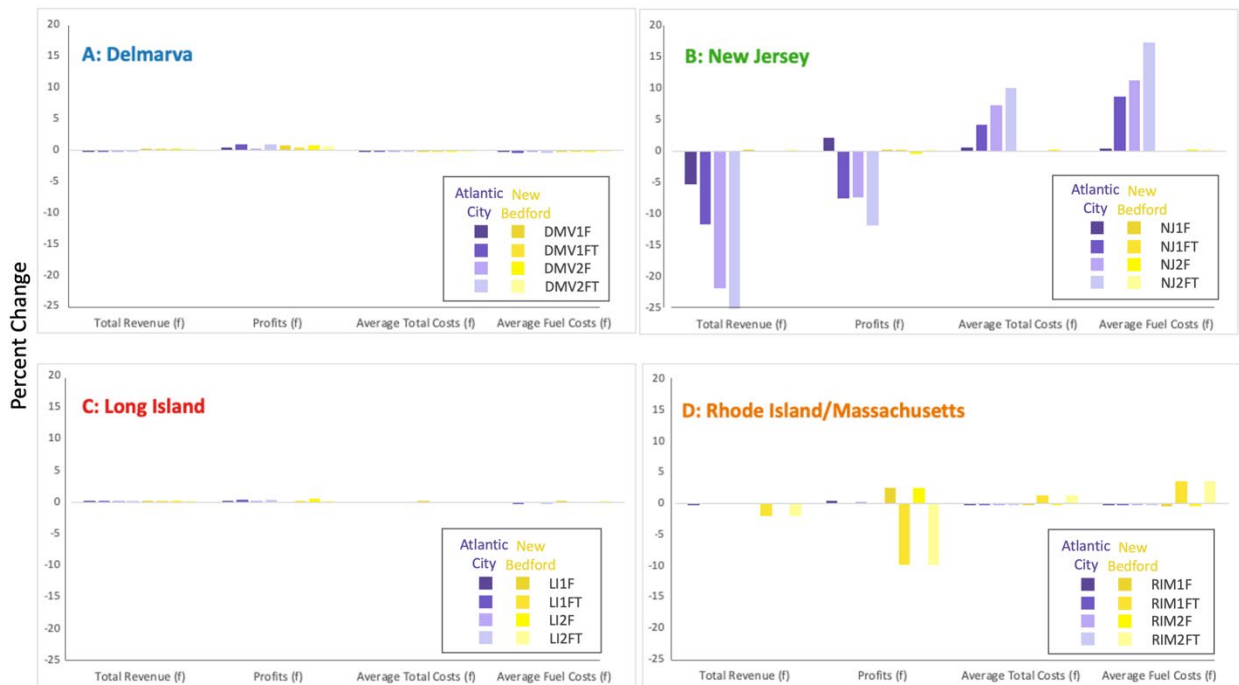 Percent Change
A: Delmarva
20
15
10
5
0
-5
-10
-15
-20
-25
Atlantic New
City Bedford
DMV1F
DMV1FT
DMV2F
DMV2FT
Total Revenue (f) Profits (f) Average Total Costs (f) Average Fuel Costs (f)
B: New Jersey
20
15
10
5
0
-5
-10
-15
-20
-25
Atlantic New
City Bedford
NJ1F
NJ1FT
NJ2F
NJ2FT
Total Revenue (f) Profits (f) Average Total Costs (f) Average Fuel Costs (f)
C: Long Island
20
15
10
5
0
-5
-10
-15
-20
-25
Atlantic New
City Bedford
LI1F
LI1FT
LI2F
LI2FT
Total Revenue (f) Profits (f) Average Total Costs (f) Average Fuel Costs (f)
D: Rhode Island/Massachusetts
20
15
10
5
0
-5
-10
-15
-20
-25
Atlantic New
City Bedford
RIM1F
RIM1FT
RIM2F
RIM2FT
Total Revenue (f) Profits (f) Average Total Costs (f) Average Fuel Costs (f)